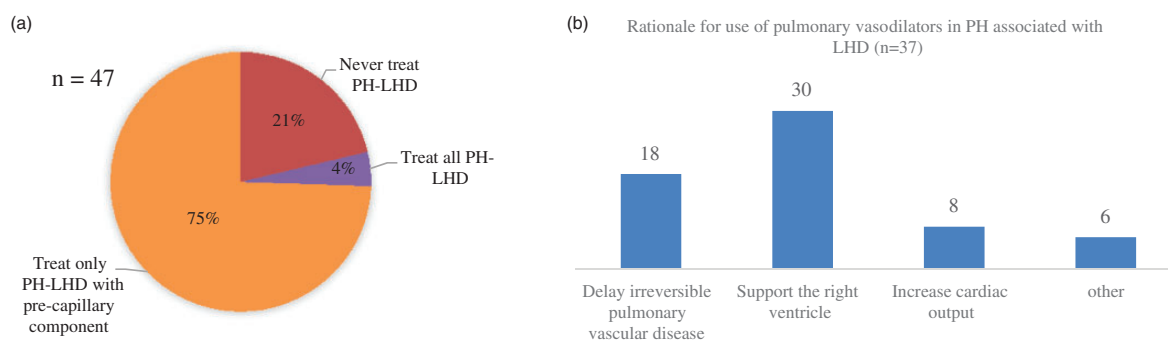 (a)
n = 47
Never treat
PH-LHD
21%
4%
Treat all PH-
LHD
75%
Treat only
PH-LHD with
pre-capillary
component
(b)
Rationale for use of pulmonary vasodilators in PH associated with
LHD (n=37)
18
30
8
6
Delay irreversible
pulmonary
vascular disease
Support the right
ventricle
Increase cardiac
output
other